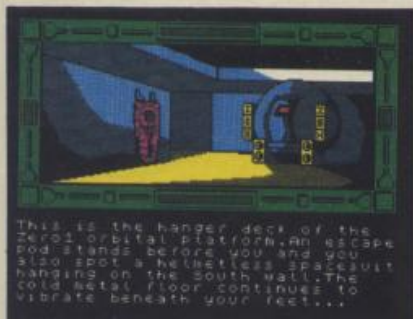 This is the hanger deck of the
Zero1 orbital platform.An escape
pod stands before you and you
also spot a helmetless spacesuit
hanging on the South wall.The
cold metal floor continues to
vibrate beneath your feet...